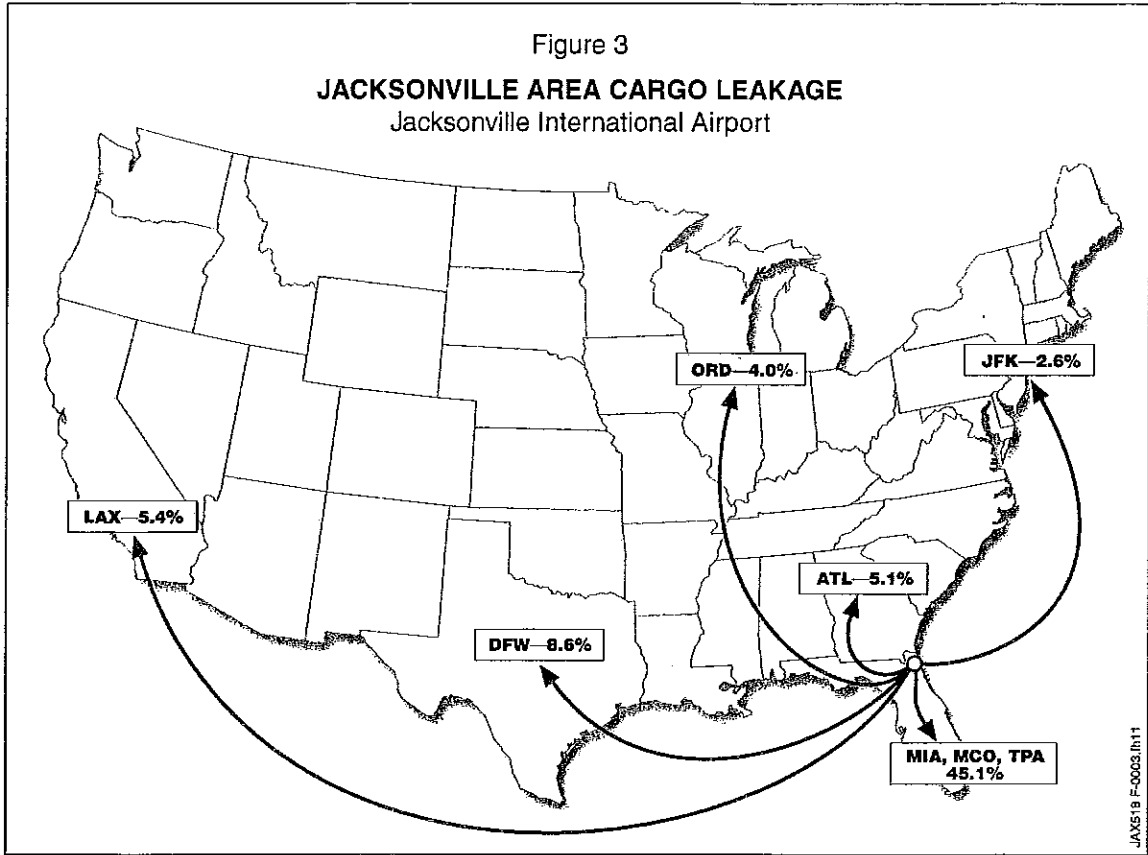 Figure 3
JACKSONVILLE AREA CARGO LEAKAGE
Jacksonville International Airport
ORD—4.0%
JFK—2.6%
LAX—5.4%
ATL—5.1%
DFW—8.6%
MIA, MCO, TPA
45.1%
JAX519 F-0003.fh11